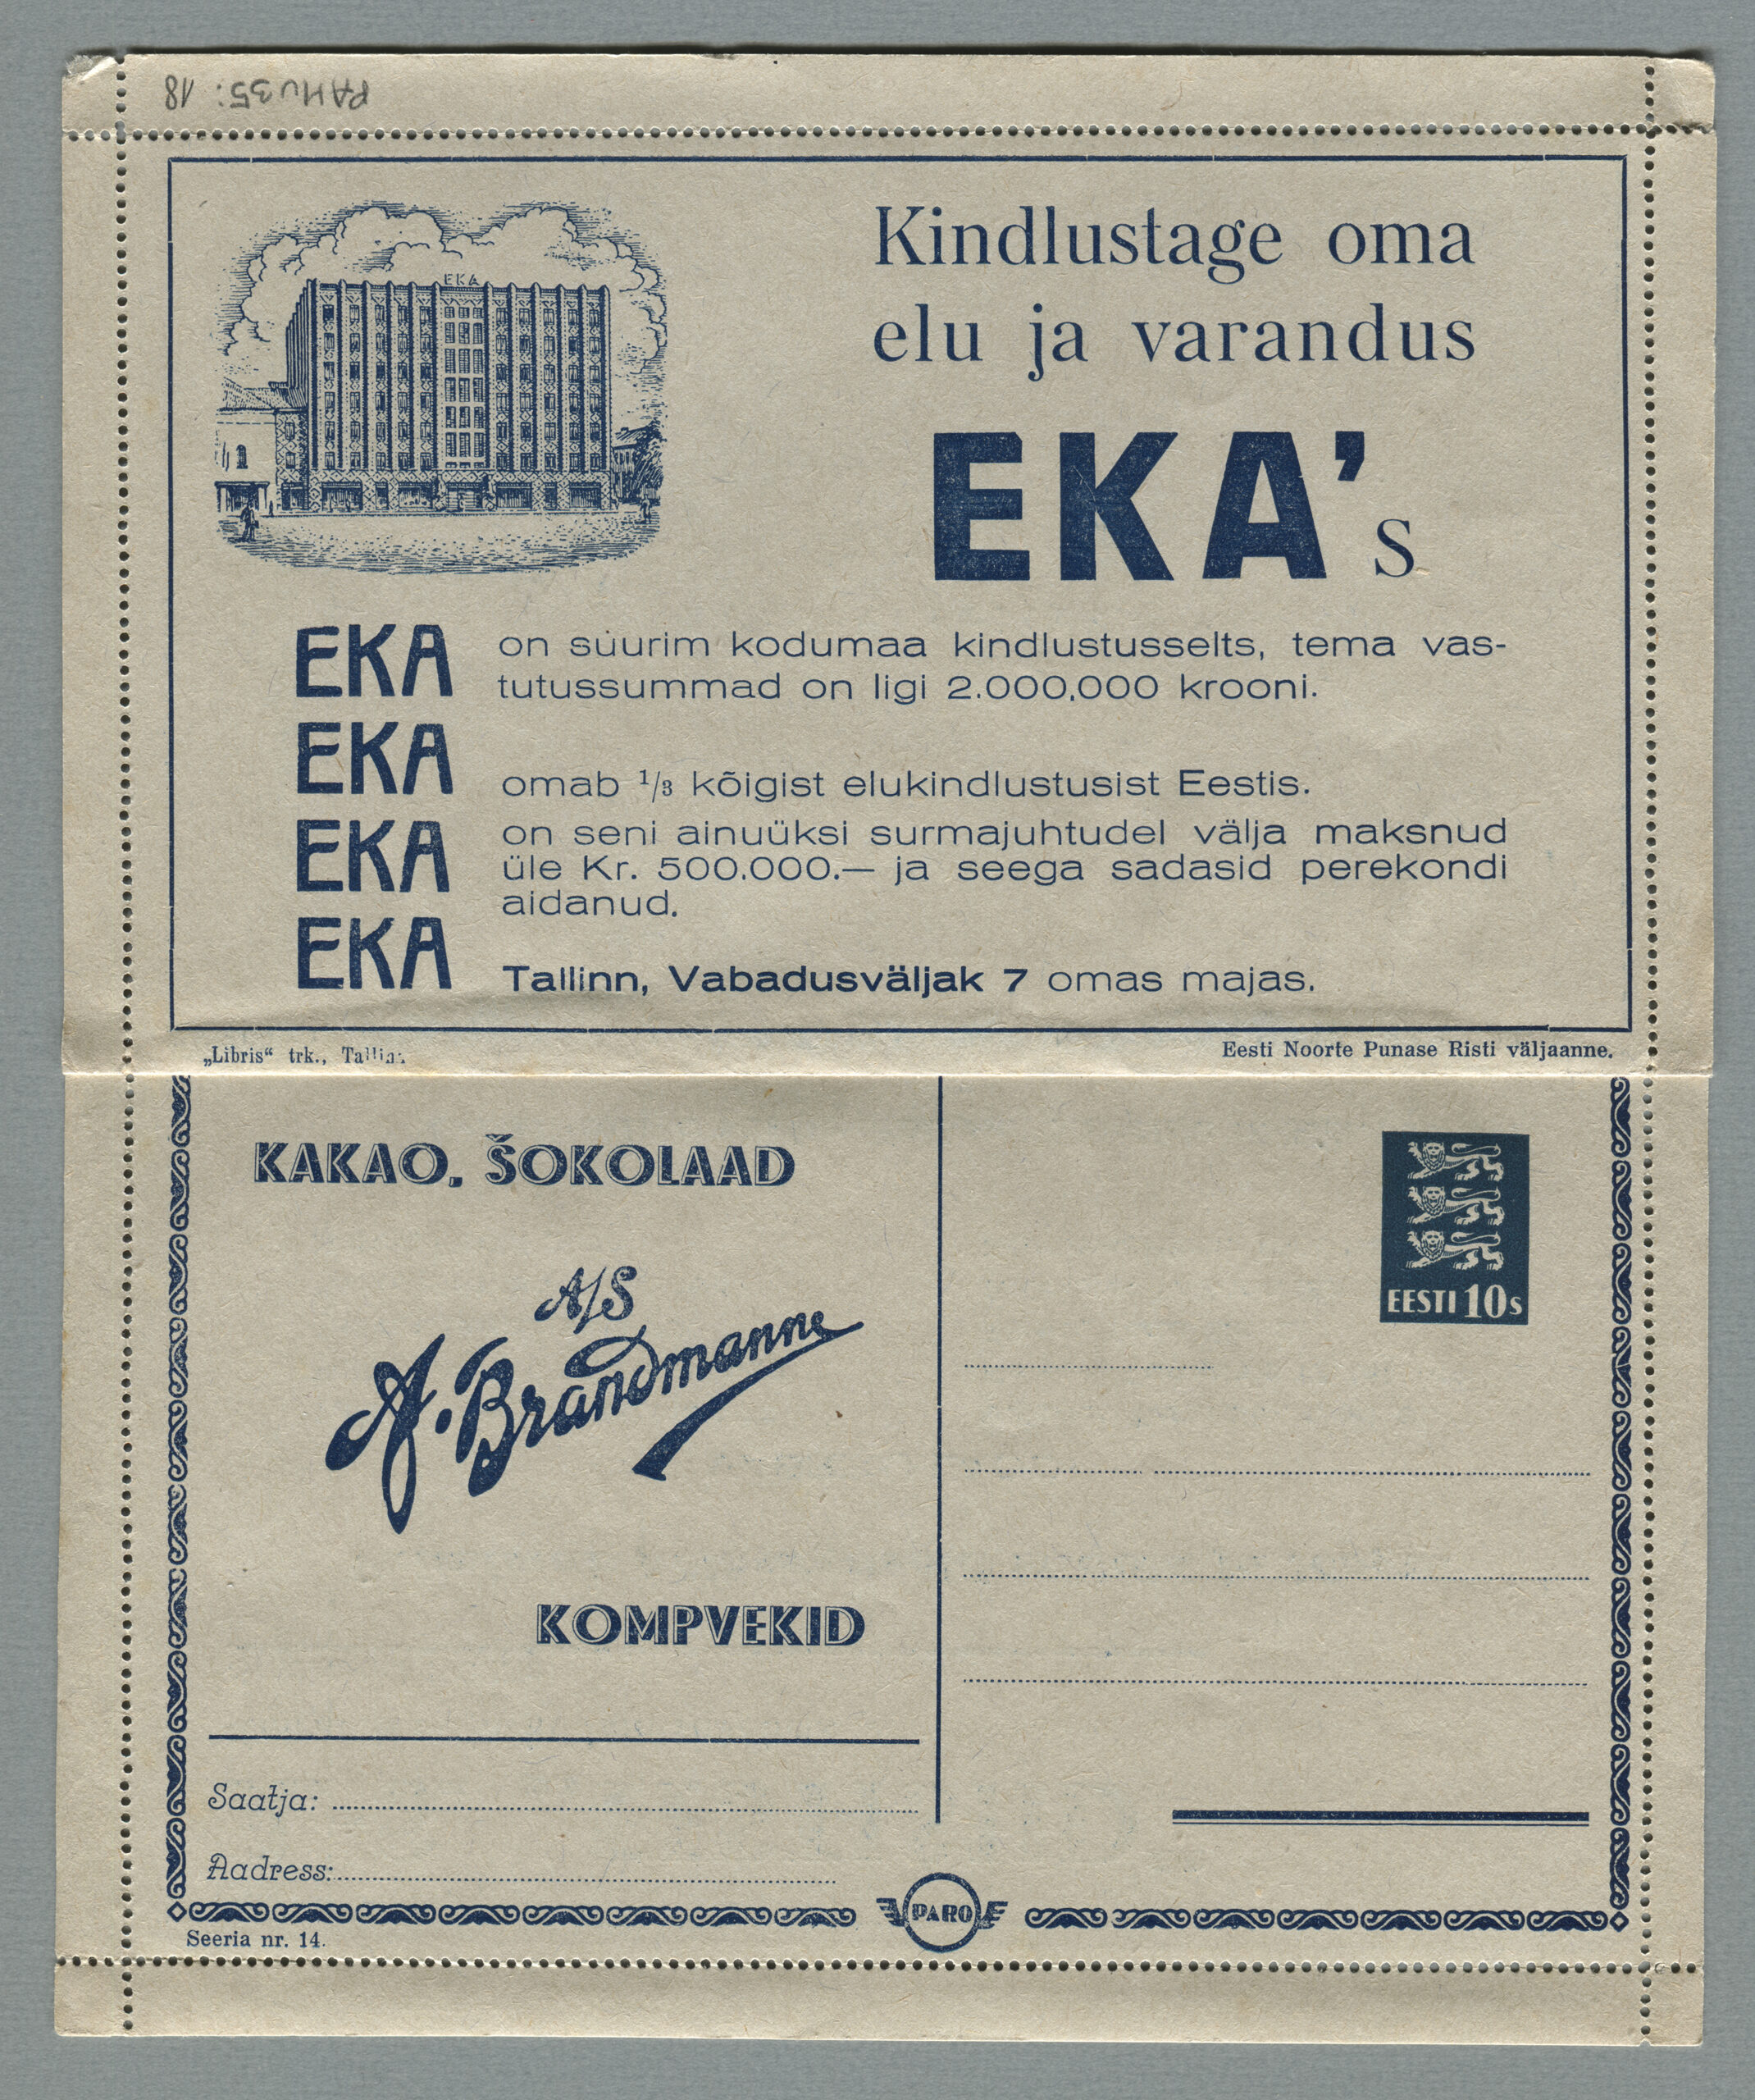 PAHv35: 18
EKA
Kindlustage oma
elu ja varandus
EKA's
EKA on suurim kodumaa kindlustusselts, tema vas-
tutussummad on ligi 2.000.000 krooni.
EKA
omab 1/3 kõigist elukindlustusist Eestis.
EKA on seni ainuüksi surmajuhtudel välja maksnud
üle Kr. 500.000.— ja seega sadasid perekondi
aidanud.
EKA
Tallinn, Vabadusväljak 7 omas majas.
„Libris“ trk., Tallinn.
Eesti Noorte Punase Risti väljaanne.
KAKAO, ŠOKOLAAD
A/S
A. Brandmanne
KOMPVEKID
EESTI 10s
Saatja:
Aadress:
PARO
Seeria nr. 14.